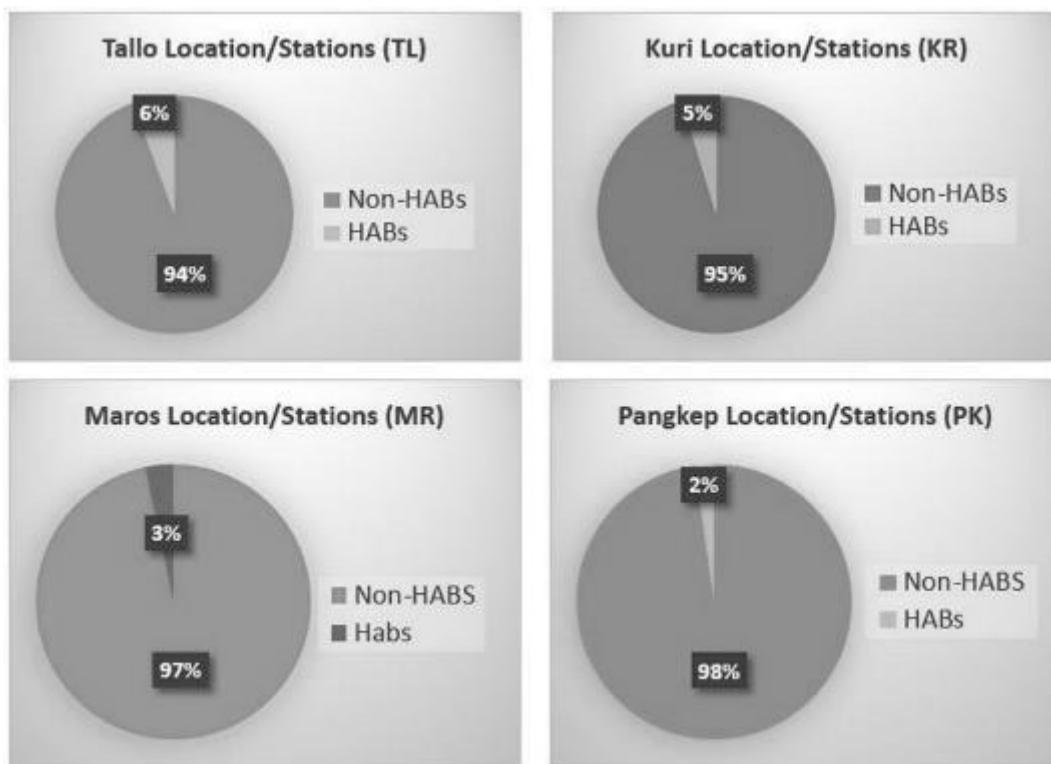 Tallo Location/Stations (TL)
6%
94%
Non-HABs
HABs
Kuri Location/Stations (KR)
5%
95%
Non-HABs
HABs
Maros Location/Stations (MR)
3%
97%
Non-HABS
Habs
Pangkep Location/Stations (PK)
2%
98%
Non-HABS
HABs